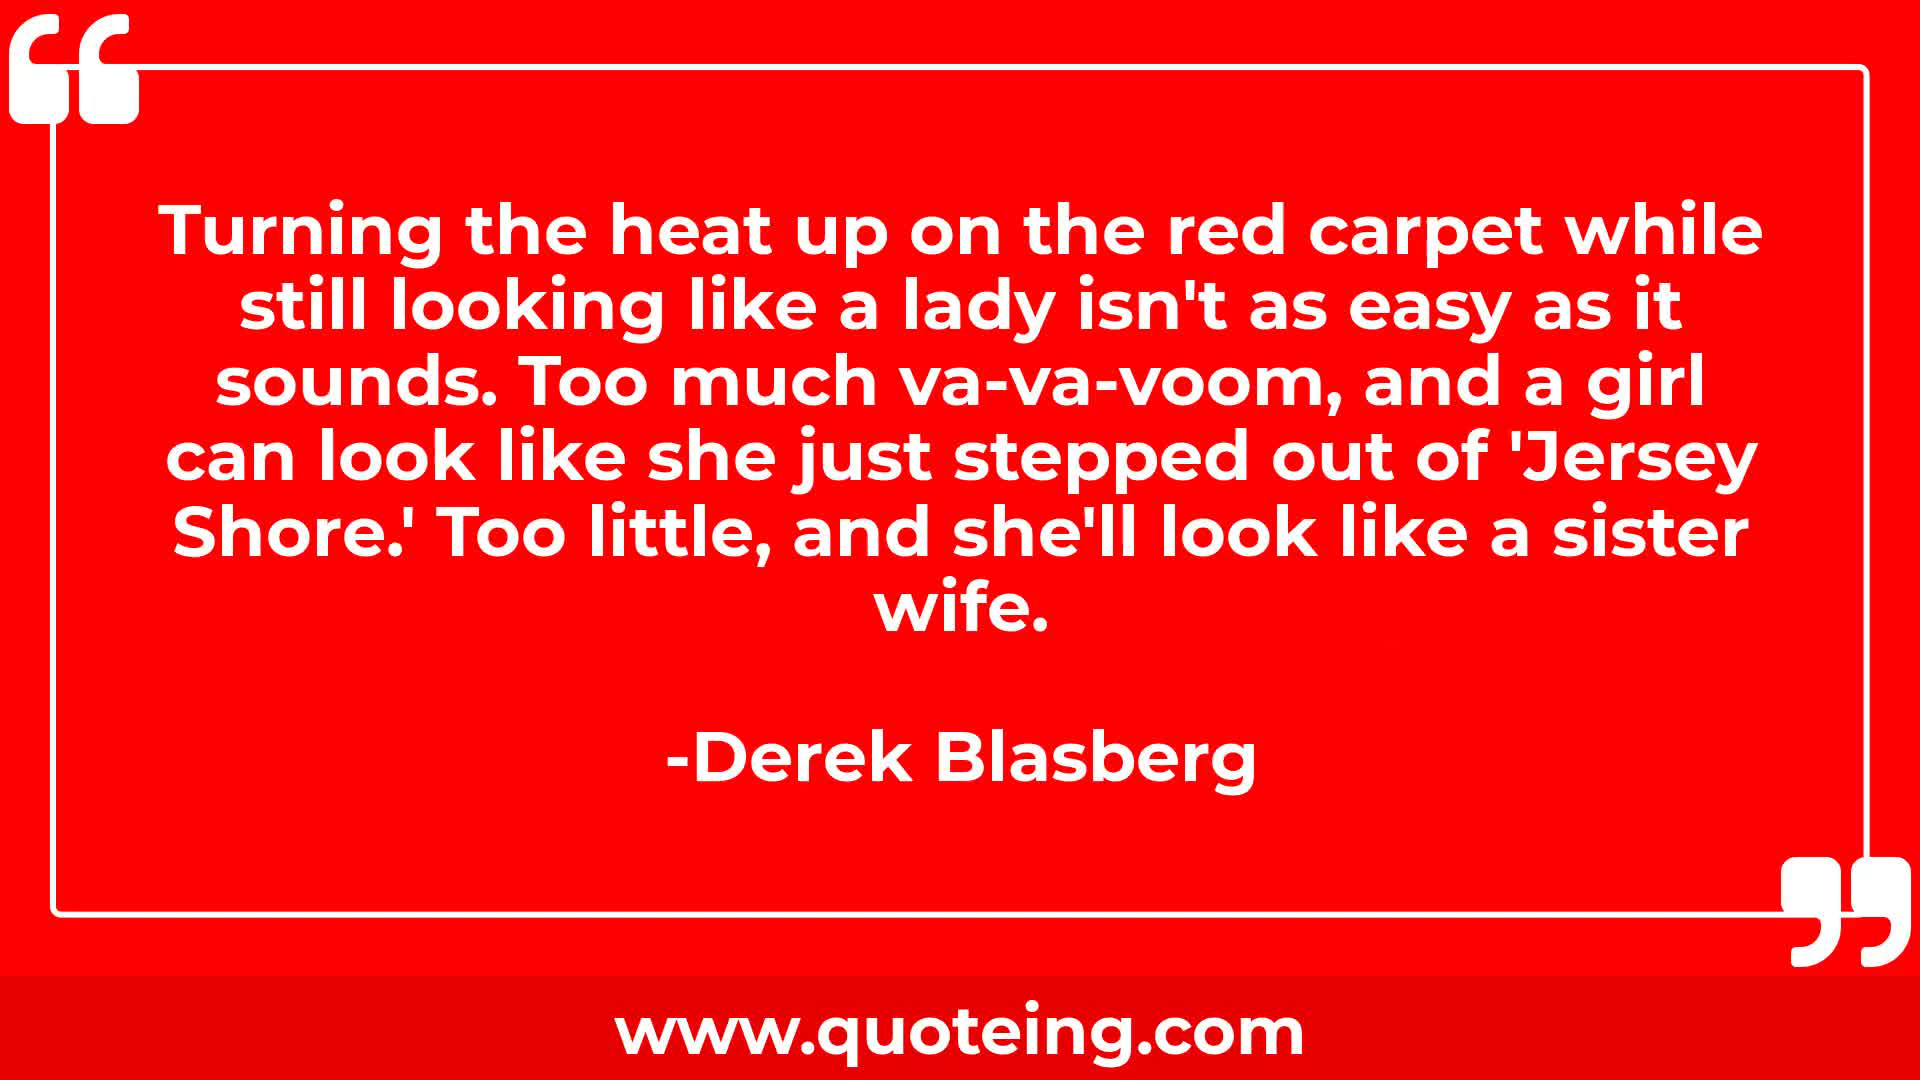 Turning the heat up on the red carpet while
still looking like a lady isn't as easy as it
sounds. Too much va-va-voom, and a girl
can look like she just stepped out of 'Jersey
Shore.' Too little, and she'll look like a sister
wife.
-Derek Blasberg
www.quoteing.com